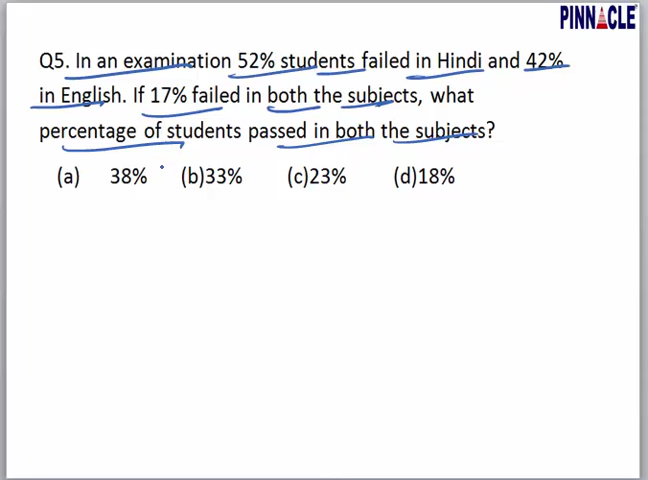 PINNACLE
Q5. In an examination 52% students failed in Hindi and 42%
in English. If 17% failed in both the subjects, what
percentage of students passed in both the subjects?
(a) 38% (b)33% (c)23% (d)18%